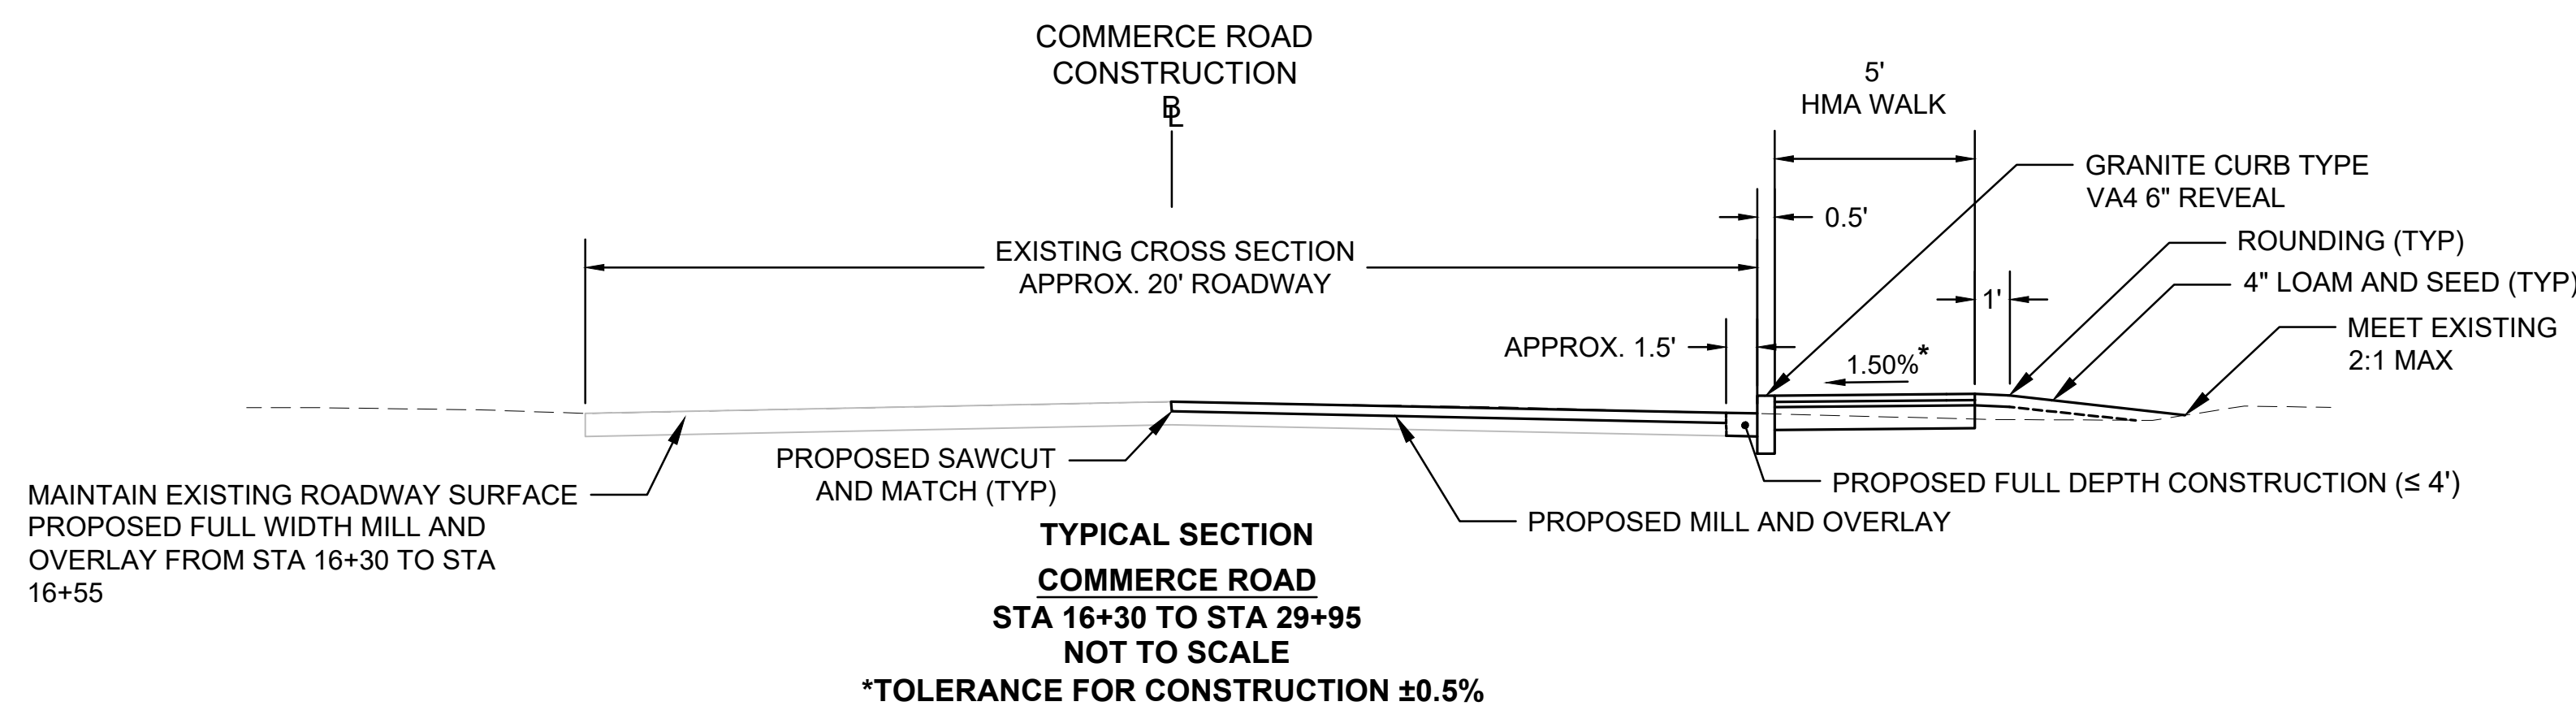 COMMERCE ROAD
CONSTRUCTION
BL
5'
HMA WALK
GRANITE CURB TYPE
VA4 6" REVEAL
0.5'
ROUNDING (TYP)
EXISTING CROSS SECTION
APPROX. 20' ROADWAY
4" LOAM AND SEED (TYP)
1'
MEET EXISTING
2:1 MAX
APPROX. 1.5'
1.50%*
PROPOSED SAWCUT
AND MATCH (TYP)
PROPOSED FULL DEPTH CONSTRUCTION (≤ 4')
MAINTAIN EXISTING ROADWAY SURFACE
PROPOSED FULL WIDTH MILL AND
OVERLAY FROM STA 16+30 TO STA
16+55
PROPOSED MILL AND OVERLAY
TYPICAL SECTION
COMMERCE ROAD
STA 16+30 TO STA 29+95
NOT TO SCALE
*TOLERANCE FOR CONSTRUCTION ±0.5%